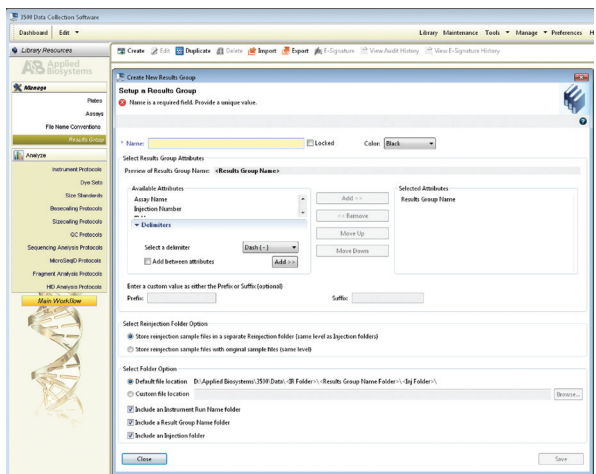 3500 Data Collection Software
Dashboard Edit Library Maintenance Tools Manage Preferences H
Library Resources
Create Edit Duplicate Delete Import Export E-Signature View Audit History View E-Signature History
Applied
Biosystems
Manage
Plates
Assays
File Name Conventions
Results Group
Analyze
Instrument Protocols
Dye Sets
Size Standards
Basecalling Protocols
Sizecalling Protocols
QC Protocols
Sequencing Analysis Protocols
MicroSeqID Protocols
Fragment Analysis Protocols
HID Analysis Protocols
Main Workflow
Create New Results Group
Setup a Results Group
Name is a required field. Provide a unique value.
* Name: Locked Color: Black
Select Results Group Attributes
Preview of Results Group Name: <Results Group Name>
Available Attributes
Assay Name
Injection Number
Delimiters
Select a delimiter Dash ( - )
Add between attributes Add >>
Add >>
<< Remove
Move Up
Move Down
Selected Attributes
Results Group Name
Enter a custom value as either the Prefix or Suffix (optional)
Prefix: Suffix:
Select Reinjection Folder Option
Store reinjection sample files in a separate Reinjection folder (same level as Injection folders)
Store reinjection sample files with original sample files (same level)
Select Folder Option
Default file location D:\Applied Biosystems\3500\Data\<IR Folder>\<Results Group Name Folder>\<Inj Folder>\
Custom file location Browse...
Include an Instrument Run Name folder
Include a Result Group Name folder
Include an Injection folder
Close Save